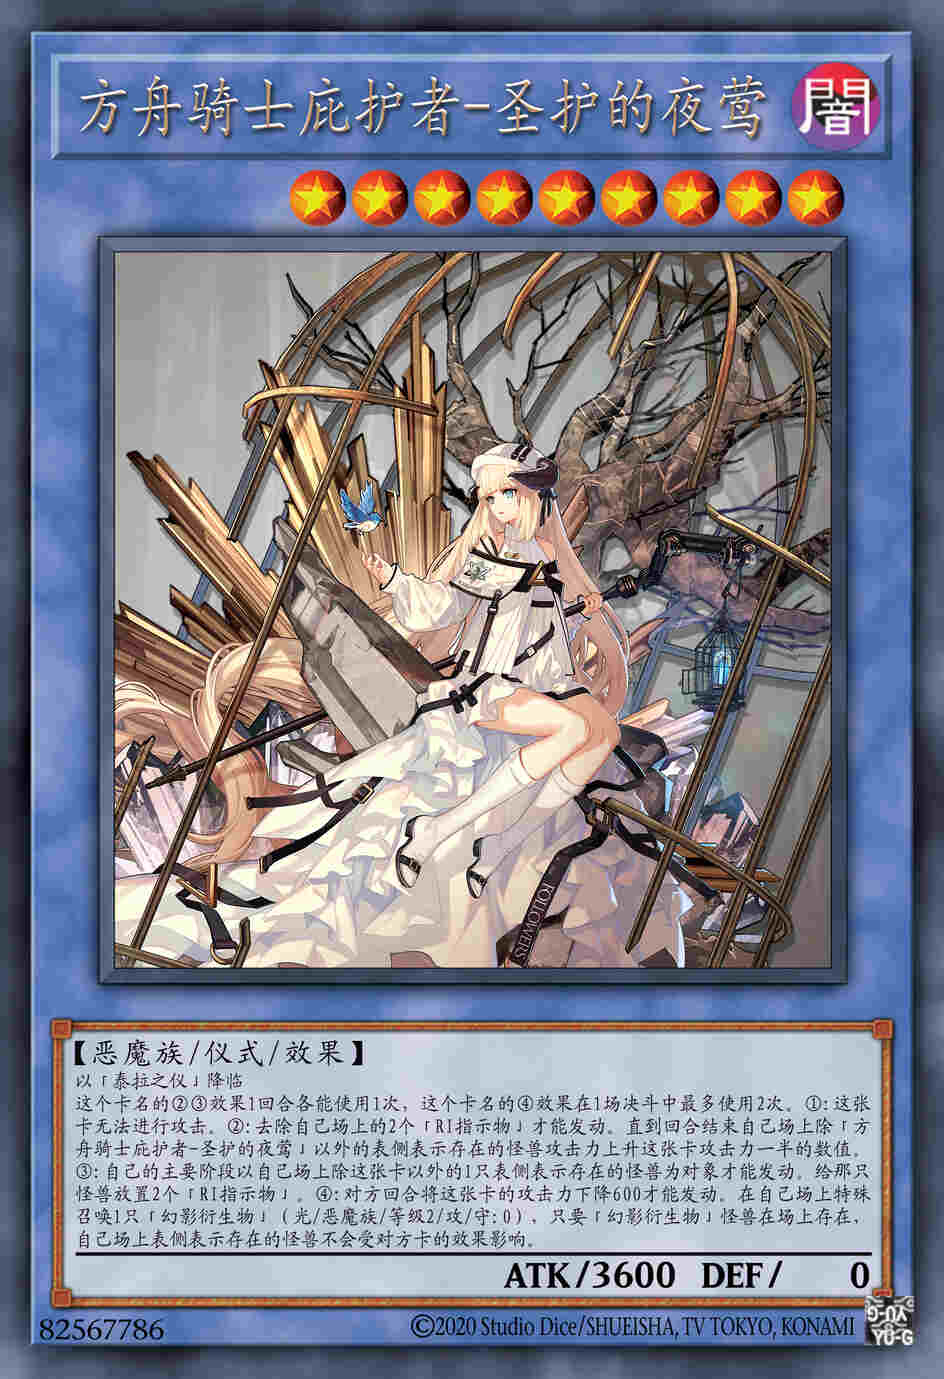 方舟骑士庇护者-圣护的夜莺
闇
【恶魔族/仪式/效果】
以「泰拉之仪」降临
这个卡名的②③效果1回合各能使用1次，这个卡名的④效果在1场决斗中最多使用2次。①:这张
卡无法进行攻击。②:去除自己场上的2个「RI指示物」才能发动。直到回合结束自己场上除「方
舟骑士庇护者-圣护的夜莺」以外的表侧表示存在的怪兽攻击力上升这张卡攻击力一半的数值。
③:自己的主要阶段以自己场上除这张卡以外的1只表侧表示存在的怪兽为对象才能发动。给那只
怪兽放置2个「RI指示物」。④:对方回合将这张卡的攻击力下降600才能发动。在自己场上特殊
召唤1只「幻影衍生物」（光/恶魔族/等级2/攻/守:0），只要「幻影衍生物」怪兽在场上存在，
自己场上表侧表示存在的怪兽不会受对方卡的效果影响。
ATK/3600 DEF/ 0
82567786
©2020 Studio Dice/SHUEISHA, TV TOKYO, KONAMI
FOLLOWERS
YU-G